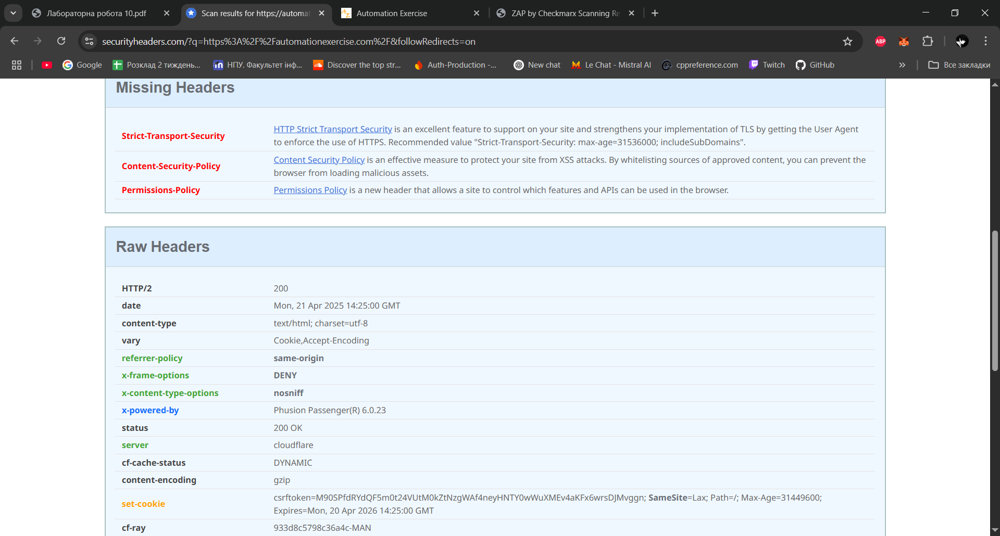 Лабораторна робота 10.pdf
Scan results for https://automat
Automation Exercise
ZAP by Checkmarx Scanning Re
securityheaders.com/?q=https%3A%2F%2Fautomationexercise.com%2F&followRedirects=on
ABP
Google
Розклад 2 тиждень...
НПУ. Факультет інф...
Discover the top str...
Auth-Production -...
New chat
Le Chat - Mistral AI
cppreference.com
Twitch
GitHub
»
Все закладки
Missing Headers
Strict-Transport-Security
HTTP Strict Transport Security is an excellent feature to support on your site and strengthens your implementation of TLS by getting the User Agent
to enforce the use of HTTPS. Recommended value "Strict-Transport-Security: max-age=31536000; includeSubDomains".
Content-Security-Policy
Content Security Policy is an effective measure to protect your site from XSS attacks. By whitelisting sources of approved content, you can prevent the
browser from loading malicious assets.
Permissions-Policy
Permissions Policy is a new header that allows a site to control which features and APIs can be used in the browser.
Raw Headers
HTTP/2 200
date Mon, 21 Apr 2025 14:25:00 GMT
content-type text/html; charset=utf-8
vary Cookie,Accept-Encoding
referrer-policy same-origin
x-frame-options DENY
x-content-type-options nosniff
x-powered-by Phusion Passenger(R) 6.0.23
status 200 OK
server cloudflare
cf-cache-status DYNAMIC
content-encoding gzip
set-cookie
csrftoken=M90SPfdRYdQF5m0t24VUtM0kZtNzgWAf4neyHNTY0wWuXMEv4aKFx6wrsDJMvggn; SameSite=Lax; Path=/; Max-Age=31449600;
Expires=Mon, 20 Apr 2026 14:25:00 GMT
cf-ray 933d8c5798c36a4c-MAN